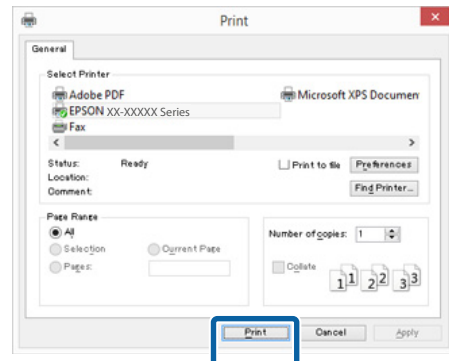 Print
General
Select Printer
Adobe PDF
Microsoft XPS Documen
EPSON XX-XXXXX Series
Fax
Status: Ready
Print to file
Preferences
Location:
Comment:
Find Printer...
Page Range
All
Selection
Current Page
Pages:
Number of copies: 1
Collate
1 1 2 2 3 3
Print
Cancel
Apply